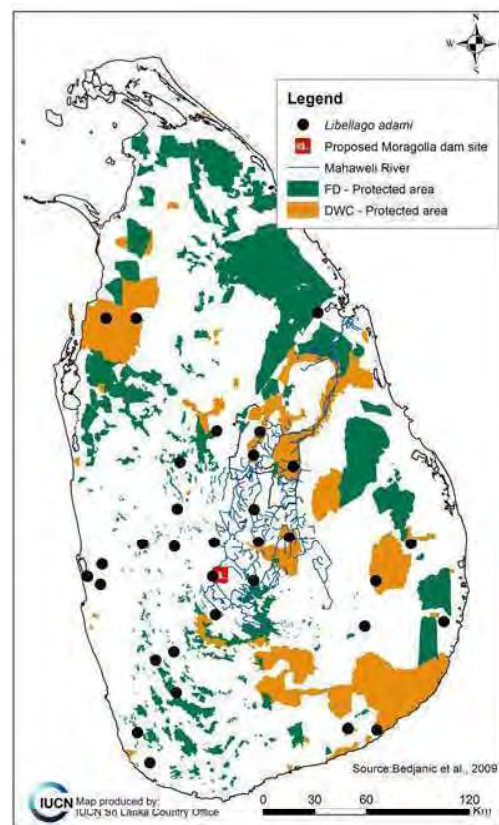 N
W E
S
Legend
Libellago adami
Proposed Moragolla dam site
Mahaweli River
FD - Protected area
DWC - Protected area
Source:Bedjanic et al., 2009
IUCN
Map produced by:
IUCN Sri Lanka Country Office
0 30 60 120
Km